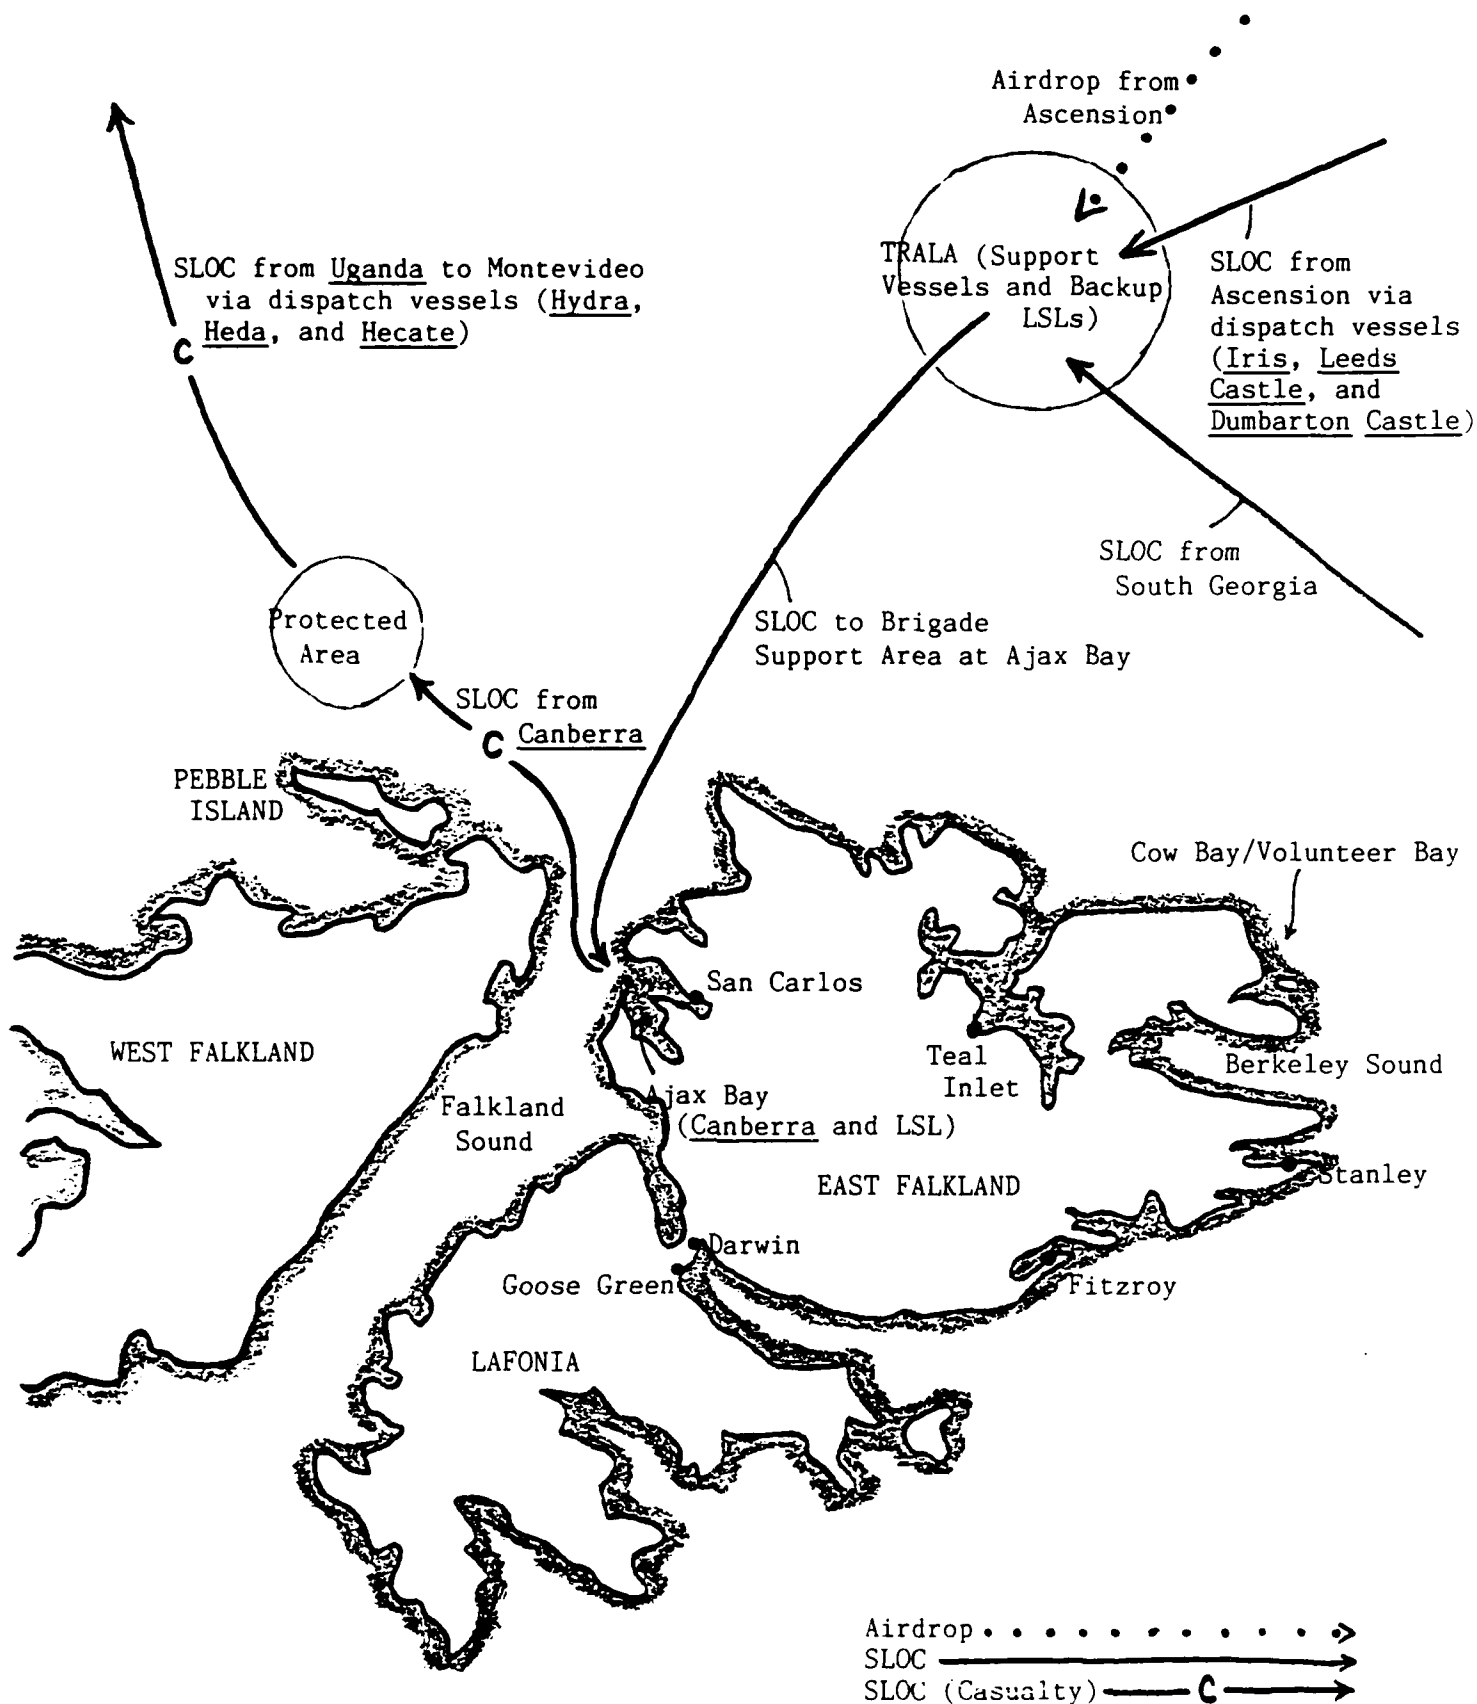 Airdrop from
Ascension
SLOC from Uganda to Montevideo
via dispatch vessels (Hydra,
Heda, and Hecate)
C
TRALA (Support
Vessels and Backup
LSLs)
SLOC from
Ascension via
dispatch vessels
(Iris, Leeds
Castle, and
Dumbarton Castle)
SLOC from
South Georgia
Protected
Area
SLOC to Brigade
Support Area at Ajax Bay
SLOC from
C Canberra
PEBBLE
ISLAND
Cow Bay/Volunteer Bay
San Carlos
WEST FALKLAND
Teal
Inlet
Berkeley Sound
Falkland
Sound
Ajax Bay
(Canberra and LSL)
EAST FALKLAND
Stanley
Darwin
Goose Green
Fitzroy
LAFONIA
Airdrop
SLOC
SLOC (Casualty) C